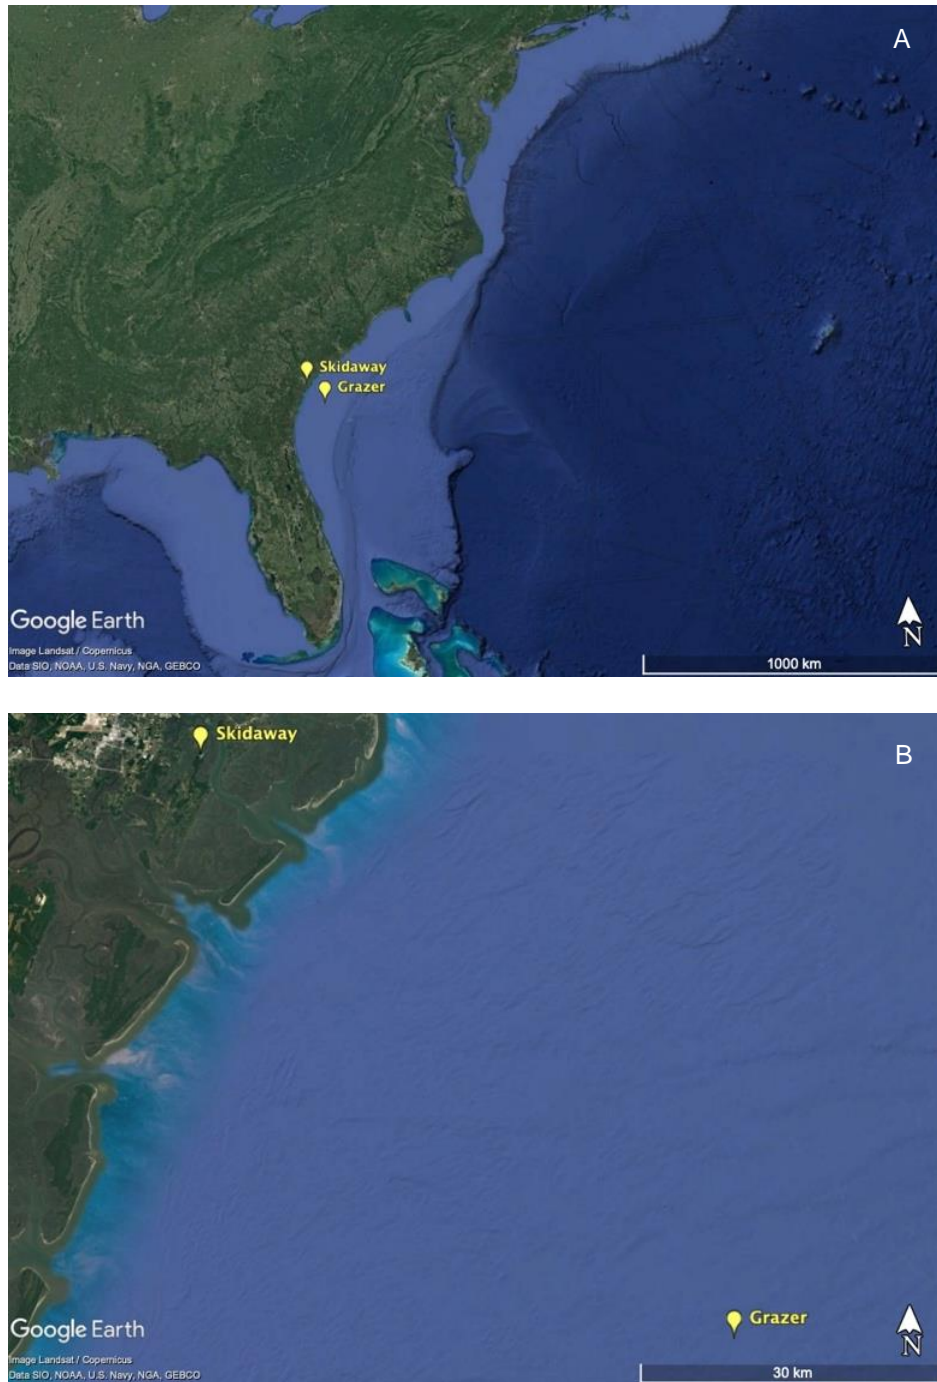 A
Skidaway
Grazer
Google Earth
Image Landsat / Copernicus
Data SIO, NOAA, U.S. Navy, NGA, GEBCO
1000 km
N
Skidaway
B
Grazer
Google Earth
Image Landsat / Copernicus
Data SIO, NOAA, U.S. Navy, NGA, GEBCO
30 km
N